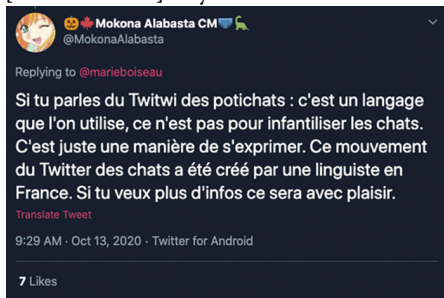 🎃🍁Mokona Alabasta CM🩲🦕
@MokonaAlabasta
Replying to @marieboiseau
Si tu parles du Twitwi des potichats : c'est un langage
que l'on utilise, ce n'est pas pour infantiliser les chats.
C'est juste une manière de s'exprimer. Ce mouvement
du Twitter des chats a été créé par une linguiste en
France. Si tu veux plus d'infos ce sera avec plaisir.
Translate Tweet
9:29 AM · Oct 13, 2020 · Twitter for Android
7 Likes